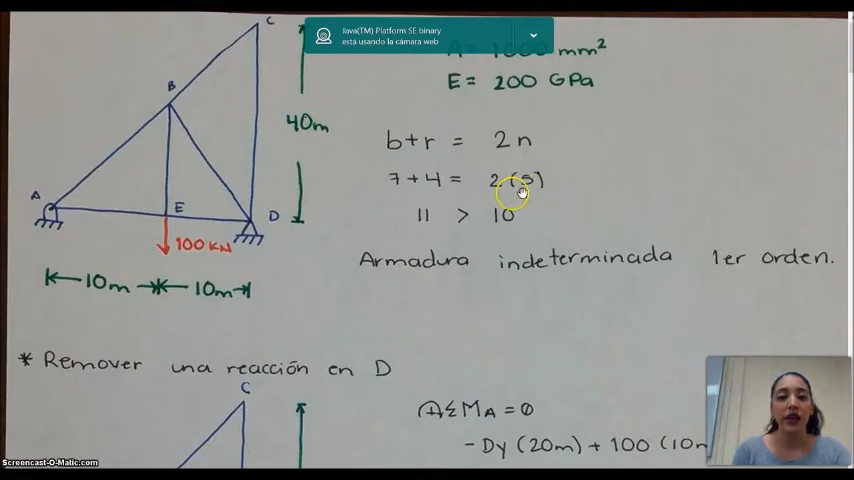 C
Java(TM) Platform SE binary
está usando la cámara web
A = 1000 mm²
E = 200 GPa
B
40m
b+r = 2n
7+4 = 2(5)
A
E
D
11 > 10
100 KN
Armadura indeterminada 1er orden.
10m
10m
* Remover una reacción en D
C
ΣMA=0
- Dy (20m) + 100 (10m
Screencast-O-Matic.com